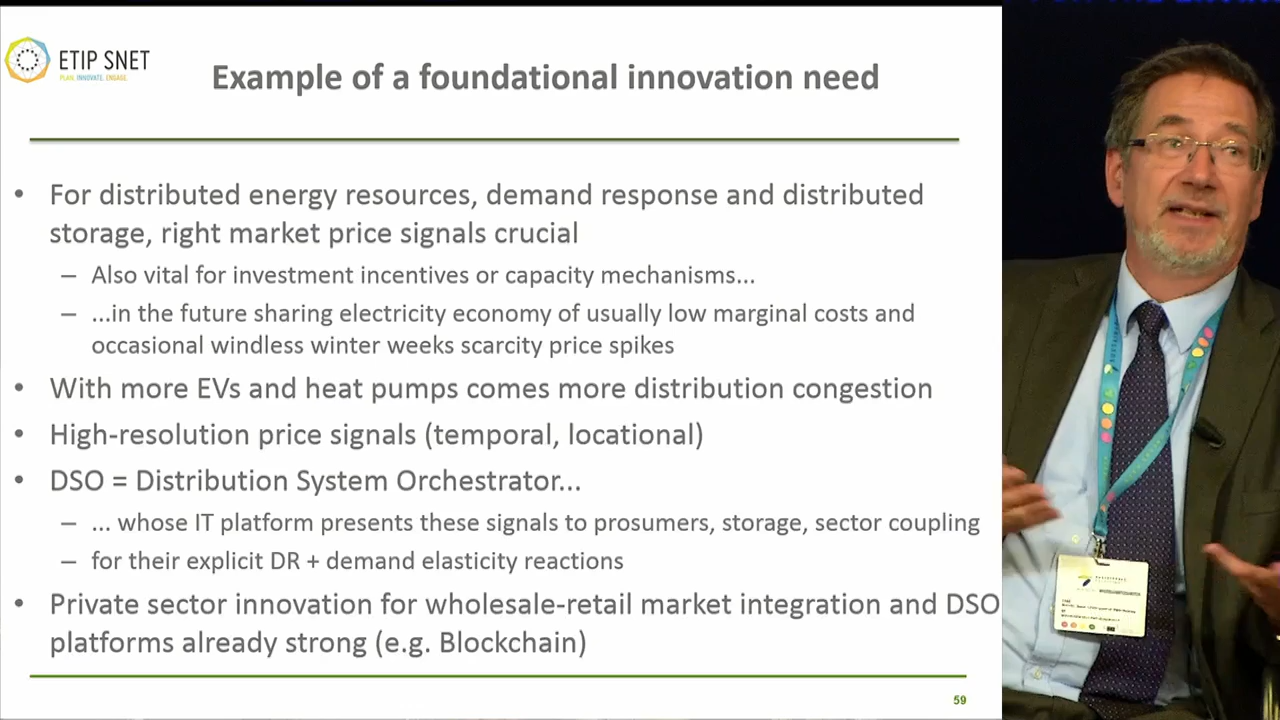 ETIP SNET
PLAN. INNOVATE. ENGAGE.
Example of a foundational innovation need
• For distributed energy resources, demand response and distributed
storage, right market price signals crucial
– Also vital for investment incentives or capacity mechanisms...
– ...in the future sharing electricity economy of usually low marginal costs and
occasional windless winter weeks scarcity price spikes
• With more EVs and heat pumps comes more distribution congestion
• High-resolution price signals (temporal, locational)
• DSO = Distribution System Orchestrator...
– ... whose IT platform presents these signals to prosumers, storage, sector coupling
– for their explicit DR + demand elasticity reactions
• Private sector innovation for wholesale-retail market integration and DSO
platforms already strong (e.g. Blockchain)
59